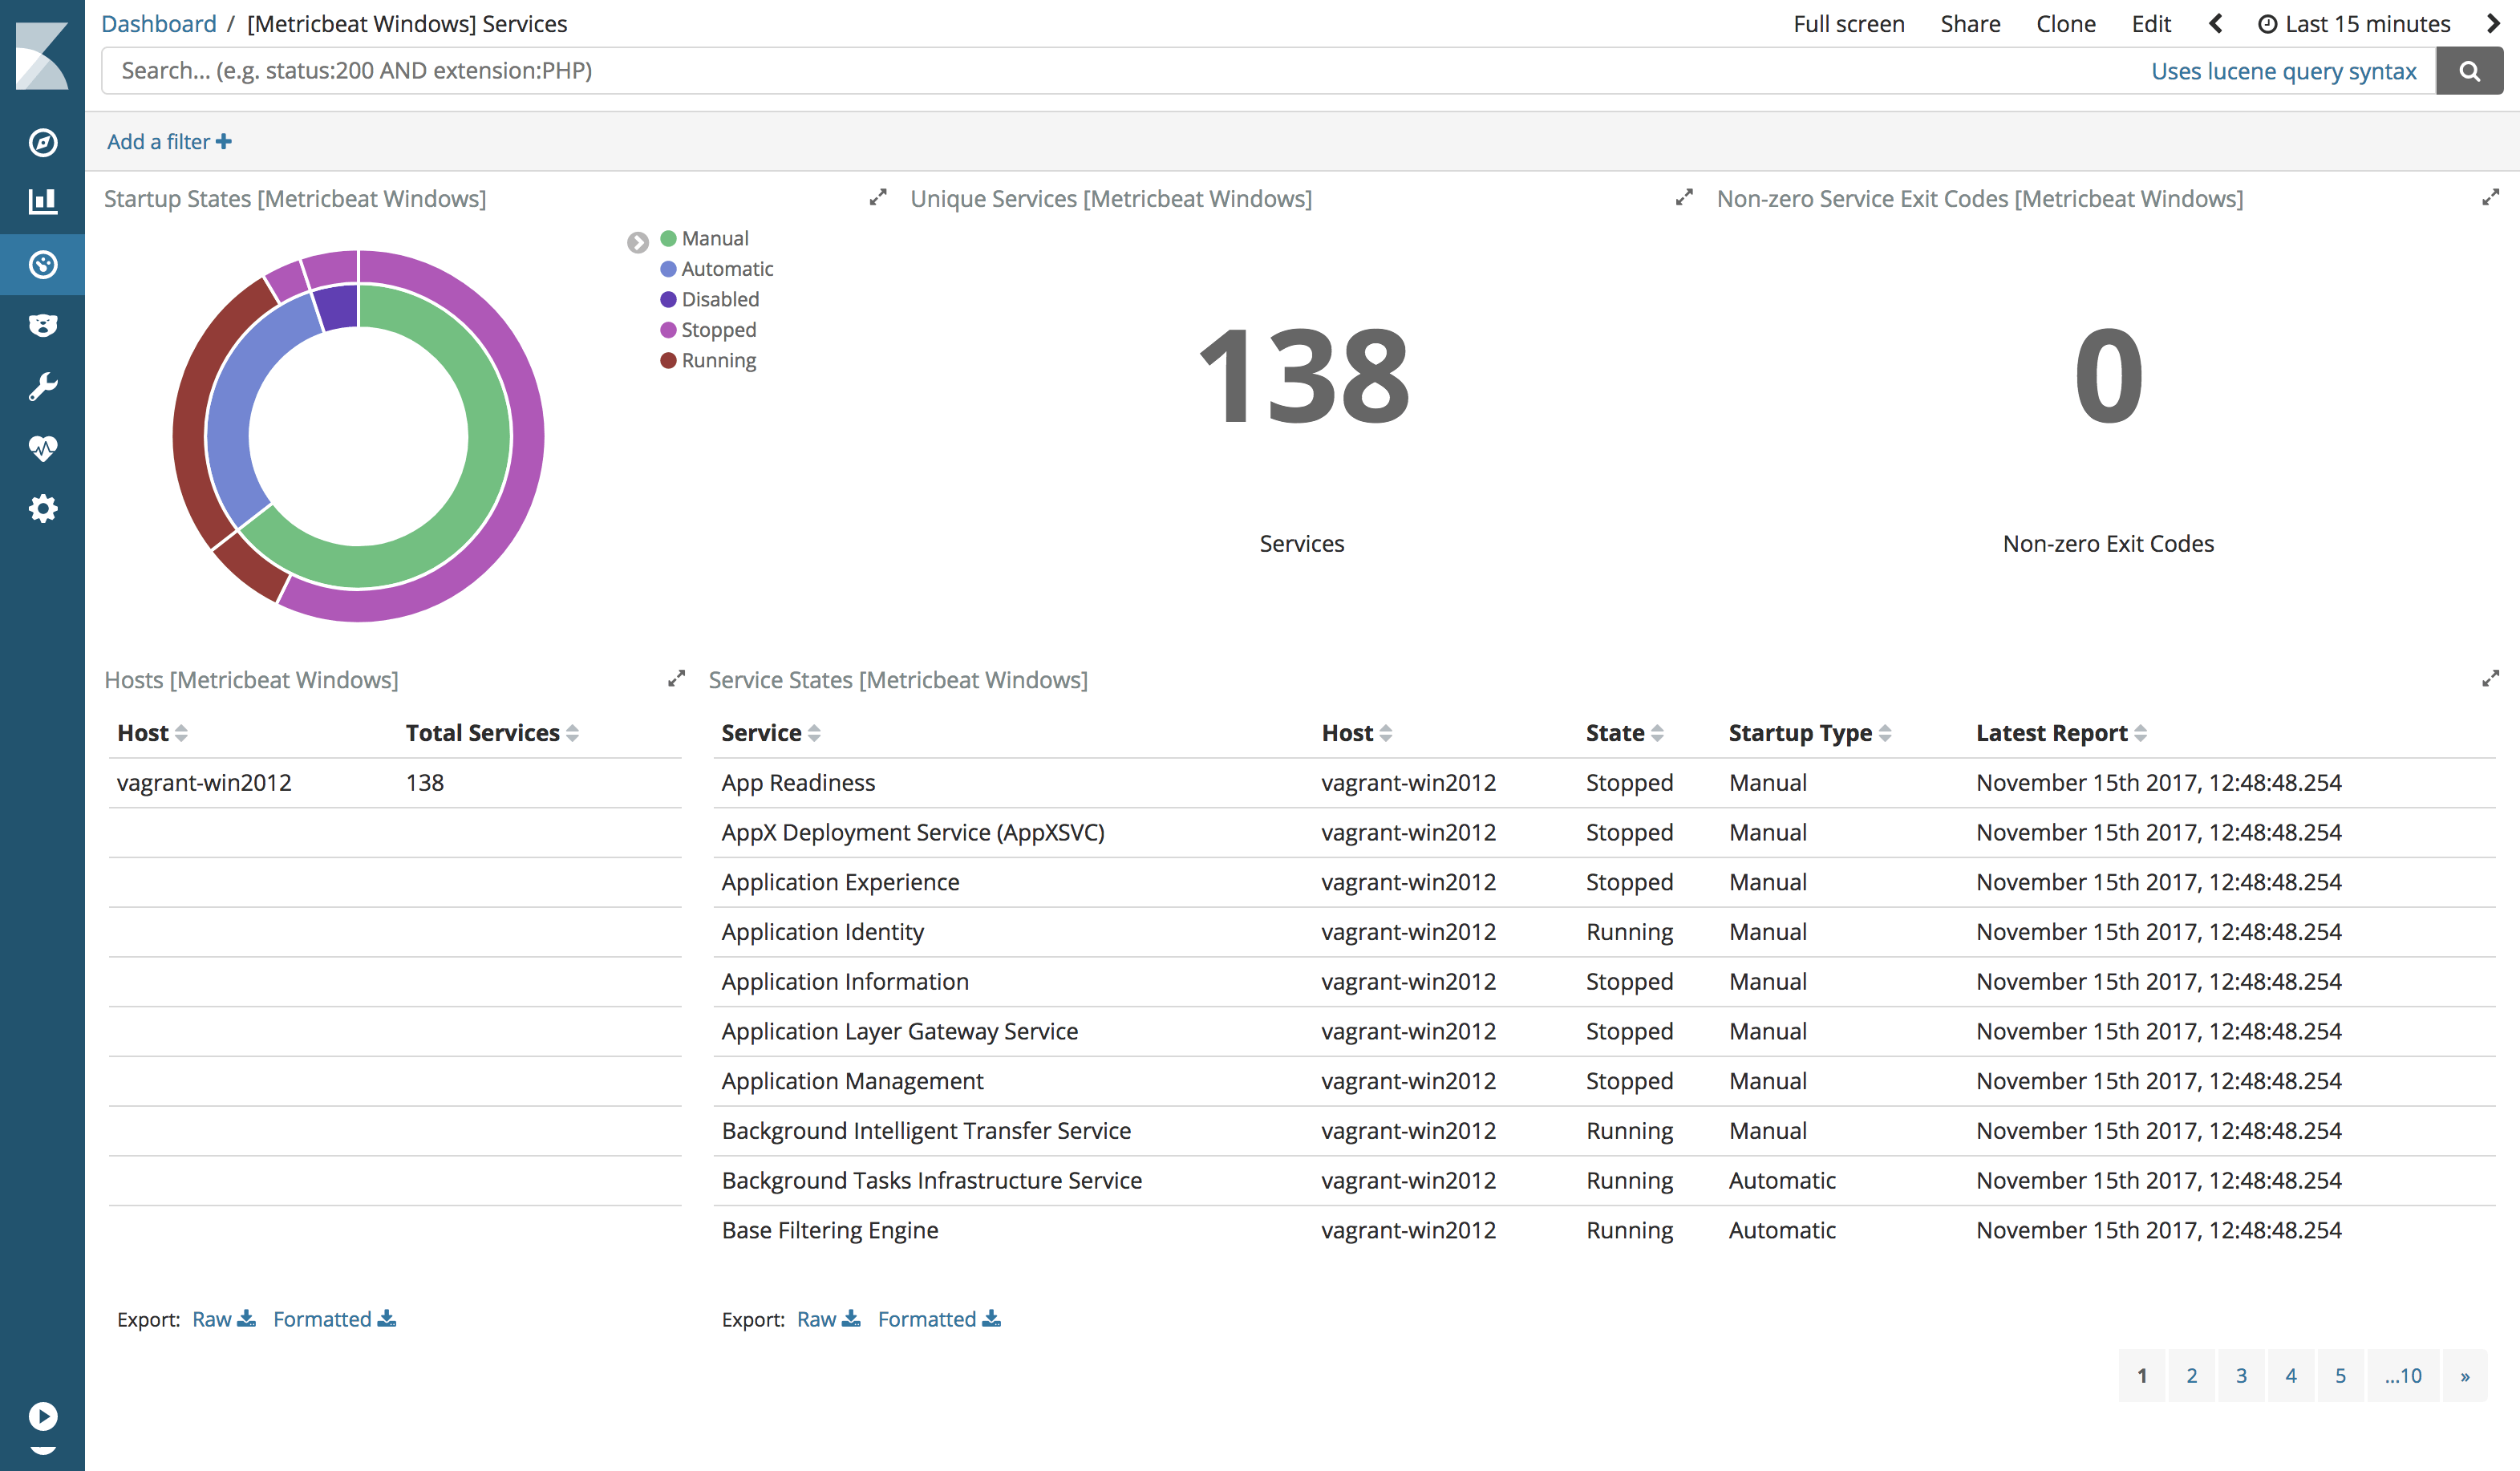 Dashboard / [Metricbeat Windows] Services
Full screen Share Clone Edit Last 15 minutes
Search... (e.g. status:200 AND extension:PHP)
Uses lucene query syntax
Add a filter
Startup States [Metricbeat Windows]
Manual
Automatic
Disabled
Stopped
Running
Unique Services [Metricbeat Windows]
138
Services
Non-zero Service Exit Codes [Metricbeat Windows]
0
Non-zero Exit Codes
Hosts [Metricbeat Windows]
Host Total Services
vagrant-win2012 138
Export: Raw Formatted
Service States [Metricbeat Windows]
Service Host State Startup Type Latest Report
App Readiness vagrant-win2012 Stopped Manual November 15th 2017, 12:48:48.254
AppX Deployment Service (AppXSVC) vagrant-win2012 Stopped Manual November 15th 2017, 12:48:48.254
Application Experience vagrant-win2012 Stopped Manual November 15th 2017, 12:48:48.254
Application Identity vagrant-win2012 Running Manual November 15th 2017, 12:48:48.254
Application Information vagrant-win2012 Stopped Manual November 15th 2017, 12:48:48.254
Application Layer Gateway Service vagrant-win2012 Stopped Manual November 15th 2017, 12:48:48.254
Application Management vagrant-win2012 Stopped Manual November 15th 2017, 12:48:48.254
Background Intelligent Transfer Service vagrant-win2012 Running Manual November 15th 2017, 12:48:48.254
Background Tasks Infrastructure Service vagrant-win2012 Running Automatic November 15th 2017, 12:48:48.254
Base Filtering Engine vagrant-win2012 Running Automatic November 15th 2017, 12:48:48.254
Export: Raw Formatted
1 2 3 4 5 ...10 »